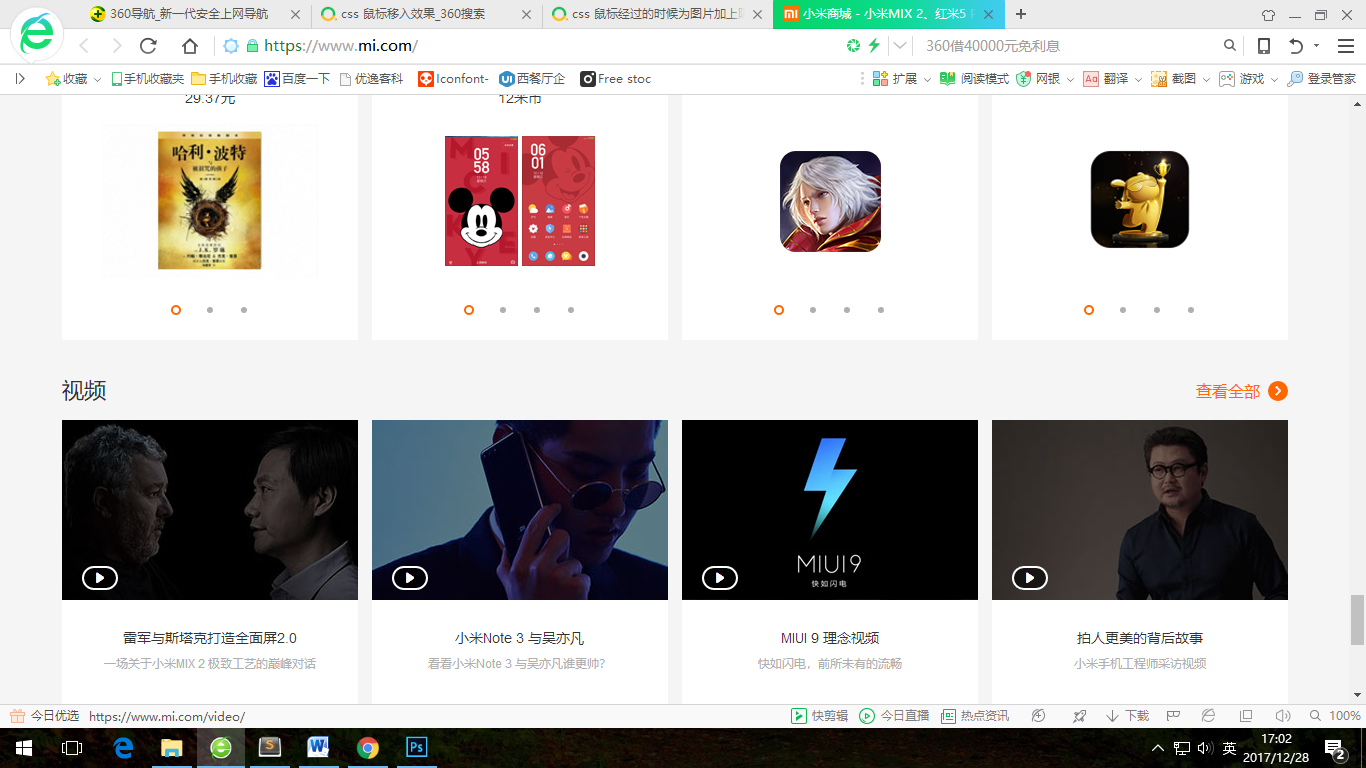 360导航_新一代安全上网导航
css 鼠标移入效果_360搜索
css 鼠标经过的时候为图片加上
小米商城 - 小米MIX 2、红米5
https://www.mi.com/
360借40000元免利息
收藏
手机收藏夹
手机收藏
百度一下
优逸客科
Iconfont-
西餐厅企
Free stoc
扩展
阅读模式
网银
翻译
截图
游戏
登录管家
29.37元
12米币
哈利·波特
被诅咒的孩子
05
58
06
01
视频
查看全部
MIUI9
快如闪电
雷军与斯塔克打造全面屏2.0
一场关于小米MIX 2 极致工艺的巅峰对话
小米Note 3 与吴亦凡
看看小米Note 3 与吴亦凡谁更帅?
MIUI 9 理念视频
快如闪电，前所未有的流畅
拍人更美的背后故事
小米手机工程师采访视频
今日优选
https://www.mi.com/video/
快剪辑
今日直播
热点资讯
下载
100%
英
17:02
2017/12/28
2